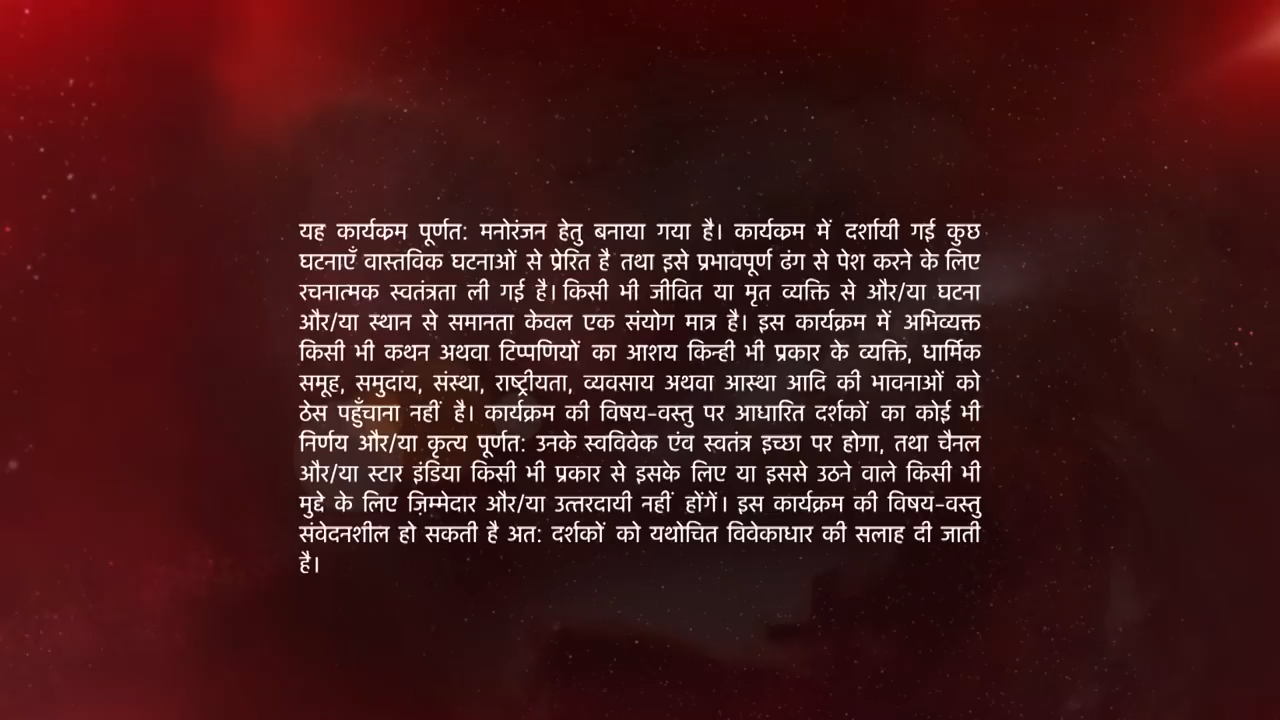 यह कार्यक्रम पूर्णत: मनोरंजन हेतु बनाया गया है। कार्यक्रम में दर्शायी गई कुछ
घटनाएँ वास्तविक घटनाओं से प्रेरित है तथा इसे प्रभावपूर्ण ढंग से पेश करने के लिए
रचनात्मक स्वतंत्रता ली गई है। किसी भी जीवित या मृत व्यक्ति से और/या घटना
और/या स्थान से समानता केवल एक संयोग मात्र है। इस कार्यक्रम में अभिव्यक्त
किसी भी कथन अथवा टिप्पणियों का आशय किन्ही भी प्रकार के व्यक्ति, धार्मिक
समूह, समुदाय, संस्था, राष्ट्रीयता, व्यवसाय अथवा आस्था आदि की भावनाओं को
ठेस पहुँचाना नहीं है। कार्यक्रम की विषय-वस्तु पर आधारित दर्शकों का कोई भी
निर्णय और/या कृत्य पूर्णत: उनके स्वविवेक एंव स्वतंत्र इच्छा पर होगा, तथा चैनल
और/या स्टार इंडिया किसी भी प्रकार से इसके लिए या इससे उठने वाले किसी भी
मुद्दे के लिए ज़िम्मेदार और/या उत्तरदायी नहीं होंगें। इस कार्यक्रम की विषय-वस्तु
संवेदनशील हो सकती है अत: दर्शकों को यथोचित विवेकाधार की सलाह दी जाती
है।